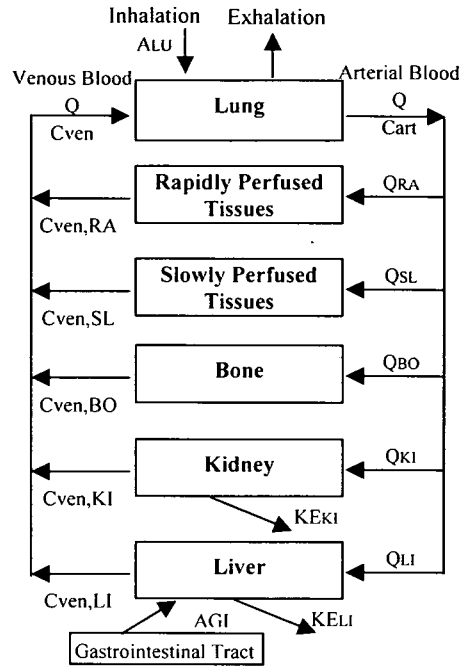 Inhalation
Exhalation
ALU
Venous Blood
Arterial Blood
Q
Lung
Q
Cven
Cart
Rapidly Perfused
Tissues
QRA
Cven,RA
Slowly Perfused
Tissues
QSL
Cven,SL
Bone
QBO
Cven,BO
Kidney
QKI
Cven,KI
KEKI
Liver
QLI
Cven,LI
AGI
KELI
Gastrointestinal Tract